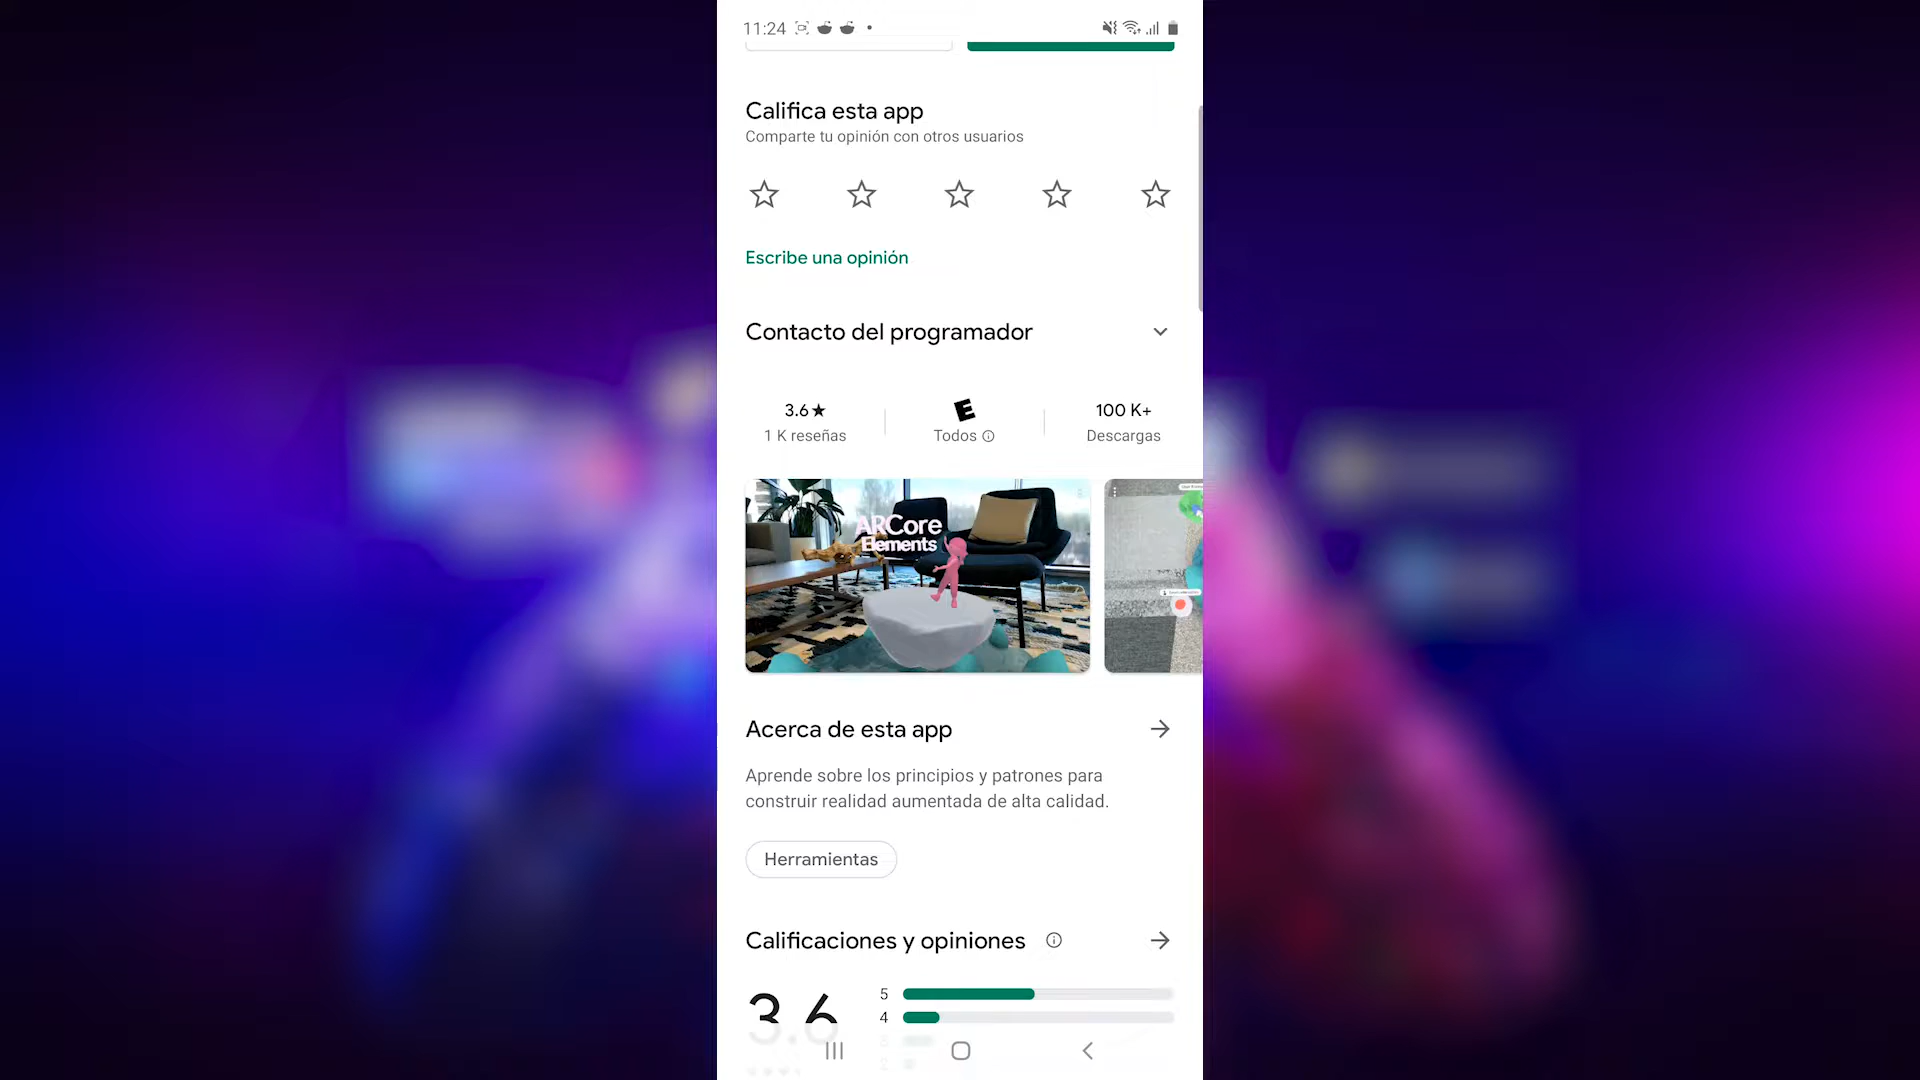 11:24
Califica esta app
Comparte tu opinión con otros usuarios
Escribe una opinión
Contacto del programador
3.6★
E
100 K+
1 K reseñas
Todos
Descargas
ARCore
Elements
Acerca de esta app
Aprende sobre los principios y patrones para
construir realidad aumentada de alta calidad.
Herramientas
Calificaciones y opiniones
3.6
5
4
3
2